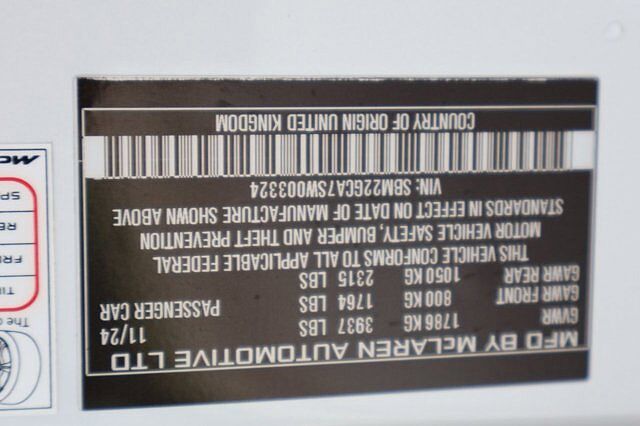 MFD BY McLAREN AUTOMOTIVE LTD
11/24
GVWR 1786 KG 3937 LBS PASSENGER CAR
GAWR FRONT 800 KG 1764 LBS
GAWR REAR 1050 KG 2315 LBS
THIS VEHICLE CONFORMS TO ALL APPLICABLE FEDERAL
MOTOR VEHICLE SAFETY, BUMPER AND THEFT PREVENTION
STANDARDS IN EFFECT ON DATE OF MANUFACTURE SHOWN ABOVE
VIN: SBM22GCA7SW003324
COUNTRY OF ORIGIN UNITED KINGDOM
The